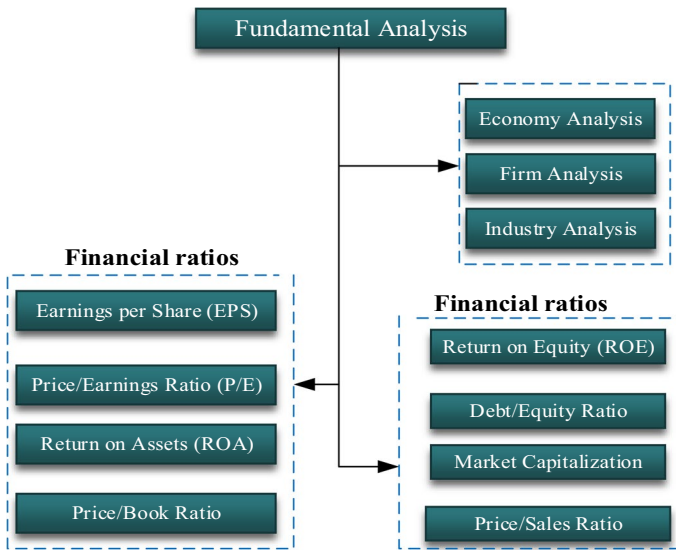 Fundamental Analysis
Economy Analysis
Firm Analysis
Industry Analysis
Financial ratios
Earnings per Share (EPS)
Price/Earnings Ratio (P/E)
Return on Assets (ROA)
Price/Book Ratio
Financial ratios
Return on Equity (ROE)
Debt/Equity Ratio
Market Capitalization
Price/Sales Ratio